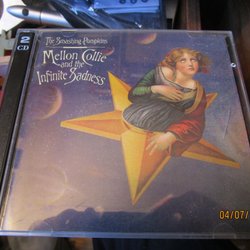 2
CD
The Smashing Pumpkins
Mellon Collie
and the
Infinite Sadness
04/07/